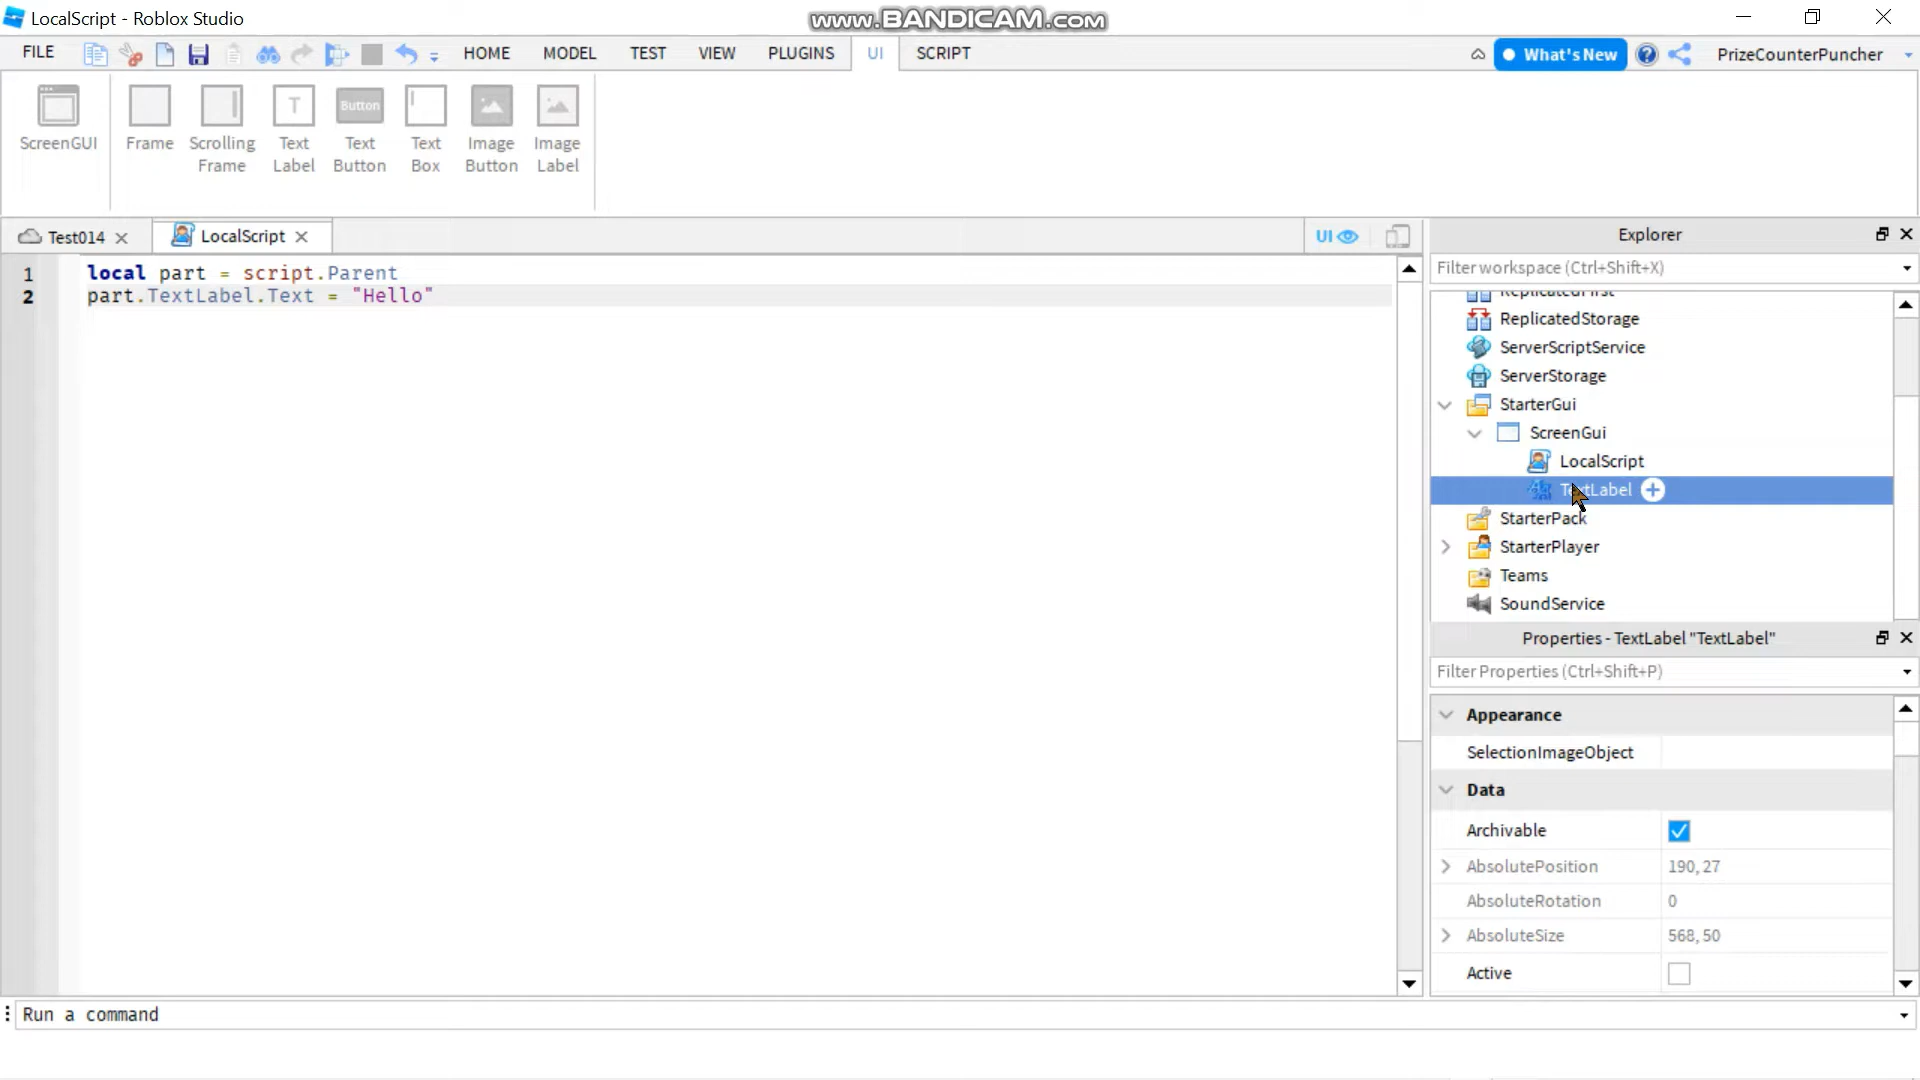 LocalScript - Roblox Studio
www.BANDICAM.com
FILE
HOME
MODEL
TEST
VIEW
PLUGINS
UI
SCRIPT
What's New
PrizeCounterPuncher
ScreenGUI
Frame
Scrolling
Frame
Text
Label
Button
Text
Button
Text
Box
Image
Button
Image
Label
Test014
LocalScript
UI
Explorer
Filter workspace (Ctrl+Shift+X)
1 local part = script.Parent
2 part.TextLabel.Text = "Hello"
ReplicatedFirst
ReplicatedStorage
ServerScriptService
ServerStorage
StarterGui
ScreenGui
LocalScript
TextLabel
StarterPack
StarterPlayer
Teams
SoundService
Properties - TextLabel "TextLabel"
Filter Properties (Ctrl+Shift+P)
Appearance
SelectionImageObject
Data
Archivable
AbsolutePosition 190, 27
AbsoluteRotation 0
AbsoluteSize 568, 50
Active
Run a command